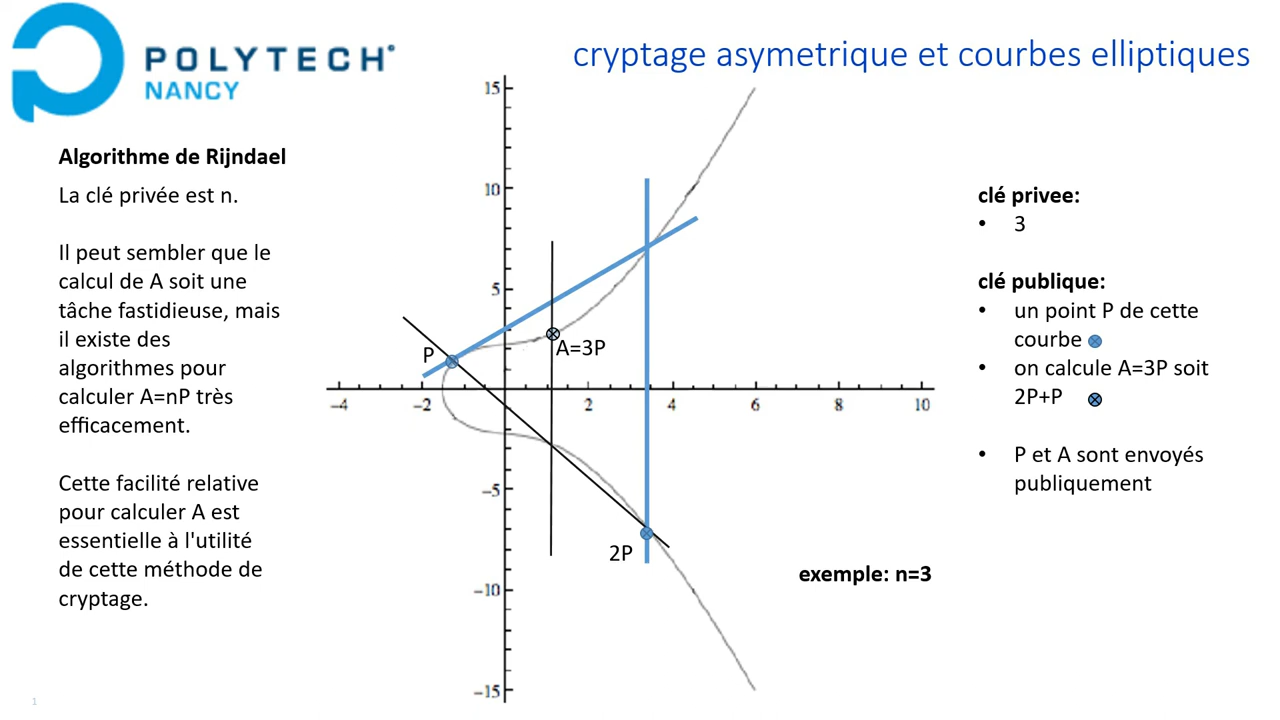 POLYTECH
NANCY
cryptage asymetrique et courbes elliptiques
Algorithme de Rijndael
La clé privée est n.
Il peut sembler que le
calcul de A soit une
tâche fastidieuse, mais
il existe des
algorithmes pour
calculer A=nP très
efficacement.
Cette facilité relative
pour calculer A est
essentielle à l'utilité
de cette méthode de
cryptage.
15
10
5
−5
−10
−15
−4
−2
2
4
6
8
10
P
A=3P
2P
exemple: n=3
clé privee:
• 3
clé publique:
• un point P de cette
courbe
• on calcule A=3P soit
2P+P
• P et A sont envoyés
publiquement
1